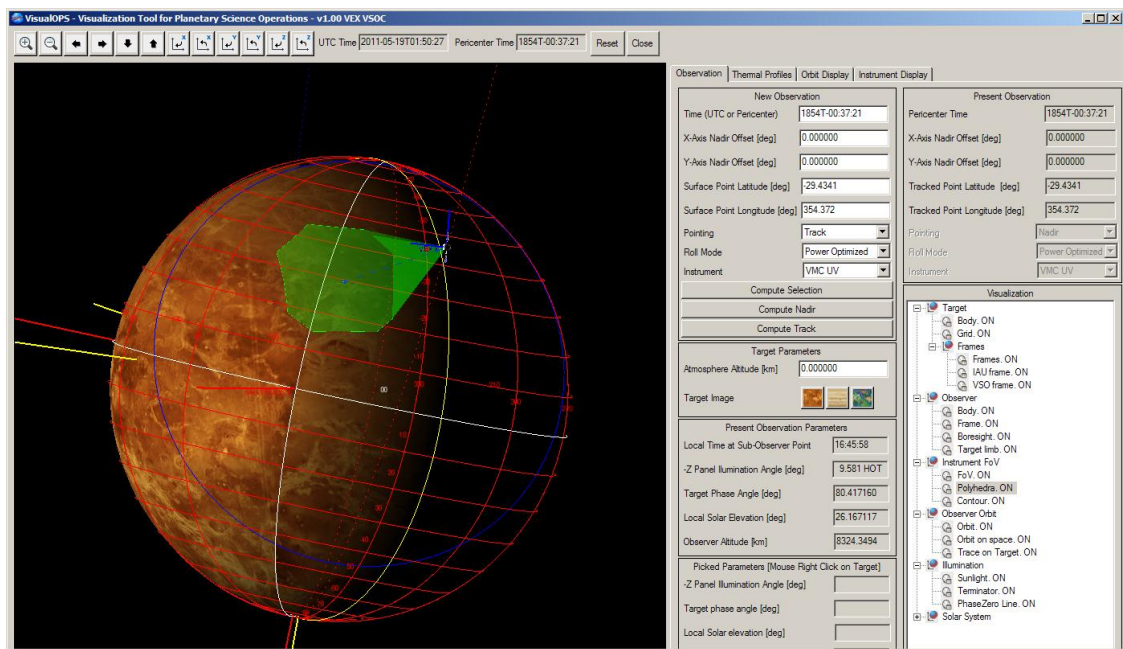 VisualOPS - Visualization Tool for Planetary Science Operations - v1.00 VEX VSOC
X X Y Y Z Z UTC Time 2011-05-19T01:50:27 Pericenter Time 1854T-00:37:21 Reset Close
Observation Thermal Profiles Orbit Display Instrument Display
New Observation
Time (UTC or Pericenter) 1854T-00:37:21
X-Axis Nadir Offset [deg] 0.000000
Y-Axis Nadir Offset [deg] 0.000000
Surface Point Latitude [deg] -29.4341
Surface Point Longitude [deg] 354.372
Pointing Track
Roll Mode Power Optimized
Instrument VMC UV
Compute Selection
Compute Nadir
Compute Track
Target Parameters
Atmosphere Altitude [km] 0.000000
Target Image
Present Observation Parameters
Local Time at Sub-Observer Point 16:45:58
-Z Panel Illumination Angle [deg] 9.581 HOT
Target Phase Angle [deg] 80.417160
Local Solar Elevation [deg] 26.167117
Observer Altitude [km] 8324.3494
Picked Parameters [Mouse Right Click on Target]
-Z Panel Illumination Angle [deg]
Target phase angle [deg]
Local Solar elevation [deg]
Present Observation
Pericenter Time 1854T-00:37:21
X-Axis Nadir Offset [deg] 0.000000
Y-Axis Nadir Offset [deg] 0.000000
Tracked Point Latitude [deg] -29.4341
Tracked Point Longitude [deg] 354.372
Pointing Nadir
Roll Mode Power Optimized
Instrument VMC UV
Visualization
Target
Body. ON
Grid. ON
Frames
Frames. ON
IAU frame. ON
VSO frame. ON
Observer
Body. ON
Frame. ON
Boresight. ON
Target limb. ON
Instrument FoV
FoV. ON
Polyhedra. ON
Contour. ON
Observer Orbit
Orbit. ON
Orbit on space. ON
Trace on Target. ON
Illumination
Sunlight. ON
Terminator. ON
PhaseZero Line. ON
Solar System